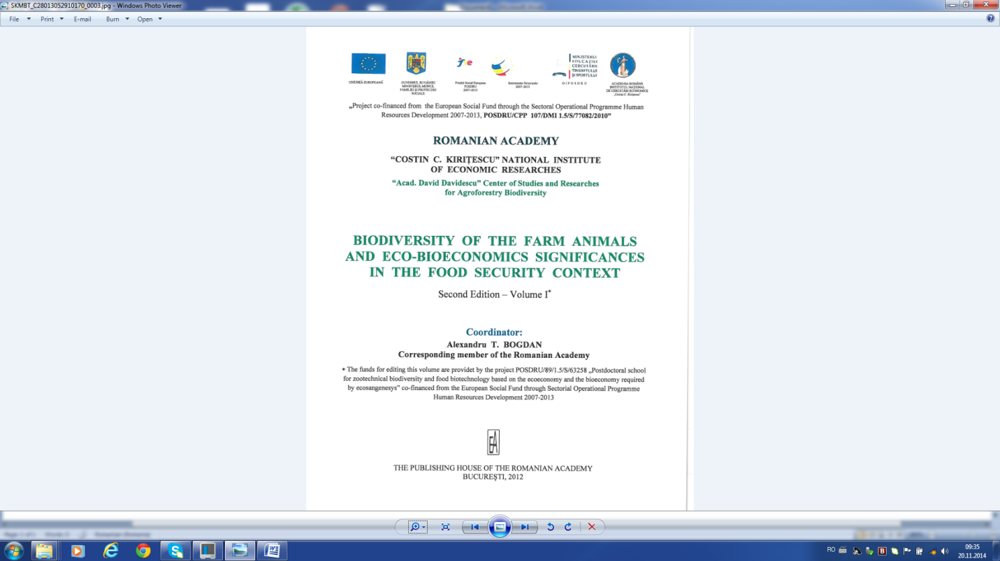 SKMBT_C28013052910170_0003.jpg - Windows Photo Viewer
File Print E-mail Burn Open
UNIUNEA EUROPEANĂ
GUVERNUL ROMÂNIEI
MINISTERUL MUNCII,
FAMILIEI ȘI PROTECȚIEI
SOCIALE
Fondul Social European
POSDRU
2007-2013
Instrumente Structurale
2007-2013
MINISTERUL
EDUCAȚIEI
CERCETĂRII
TINERETULUI
ȘI SPORTULUI
OIPOSDRU
ACADEMIA ROMÂNĂ
INSTITUTUL NAȚIONAL
DE CERCETĂRI ECONOMICE
„Costin C. Kirițescu”
„Project co-financed from the European Social Fund through the Sectoral Operational Programme Human
Resources Development 2007-2013, POSDRU/CPP 107/DMI 1.5/S/77082/2010”
ROMANIAN ACADEMY
“COSTIN C. KIRIȚESCU” NATIONAL INSTITUTE
OF ECONOMIC RESEARCHES
“Acad. David Davidescu” Center of Studies and Researches
for Agroforestry Biodiversity
BIODIVERSITY OF THE FARM ANIMALS
AND ECO-BIOECONOMICS SIGNIFICANCES
IN THE FOOD SECURITY CONTEXT
Second Edition – Volume I*
Coordinator:
Alexandru T. BOGDAN
Corresponding member of the Romanian Academy
* The funds for editing this volume are providet by the project POSDRU/89/1.5/S/63258 „Postdoctoral school
for zootechnical biodiversity and food biotechnology based on the ecoeconomy and the bioeconomy required
by ecosangenesys” co-financed from the European Social Fund through Sectorial Operational Programme
Human Resources Development 2007-2013
EA
THE PUBLISHING HOUSE OF THE ROMANIAN ACADEMY
BUCUREȘTI, 2012
RO
09:35
20.11.2014